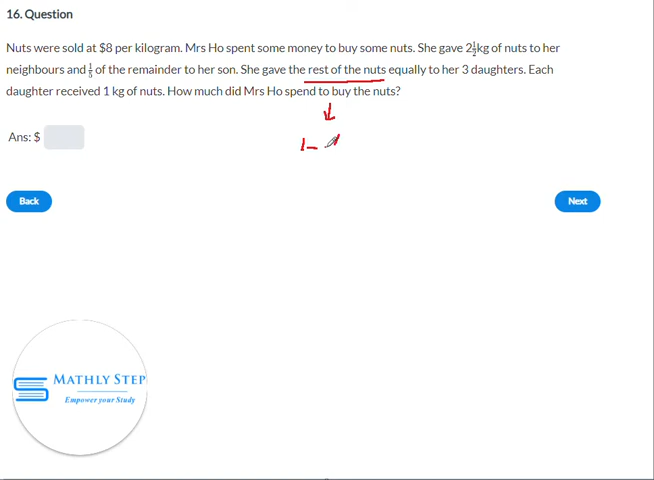 16. Question
Nuts were sold at $8 per kilogram. Mrs Ho spent some money to buy some nuts. She gave 2½kg of nuts to her
neighbours and ⅕ of the remainder to her son. She gave the rest of the nuts equally to her 3 daughters. Each
daughter received 1 kg of nuts. How much did Mrs Ho spend to buy the nuts?
Ans: $
1-
Back
Next
MATHLY STEP
Empower your Study